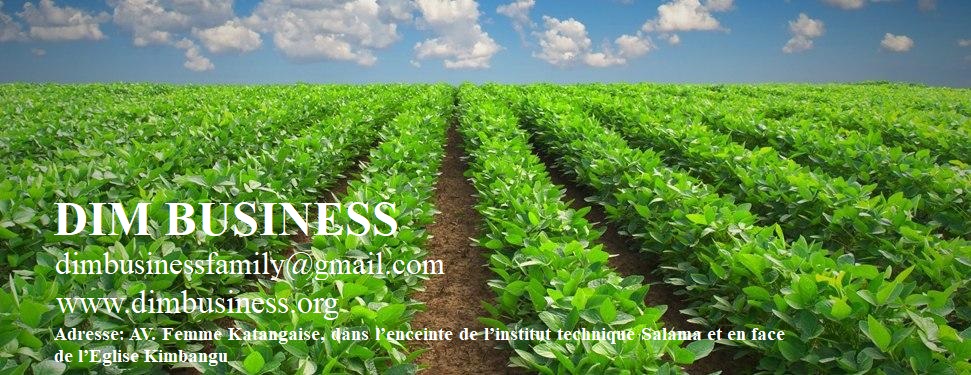 DIM BUSINESS
dimbusinessfamily@gmail.com
www.dimbusiness.org
Adresse: AV. Femme Katangaise, dans l'enceinte de l'institut technique Salama et en face
de l'Eglise Kimbangu